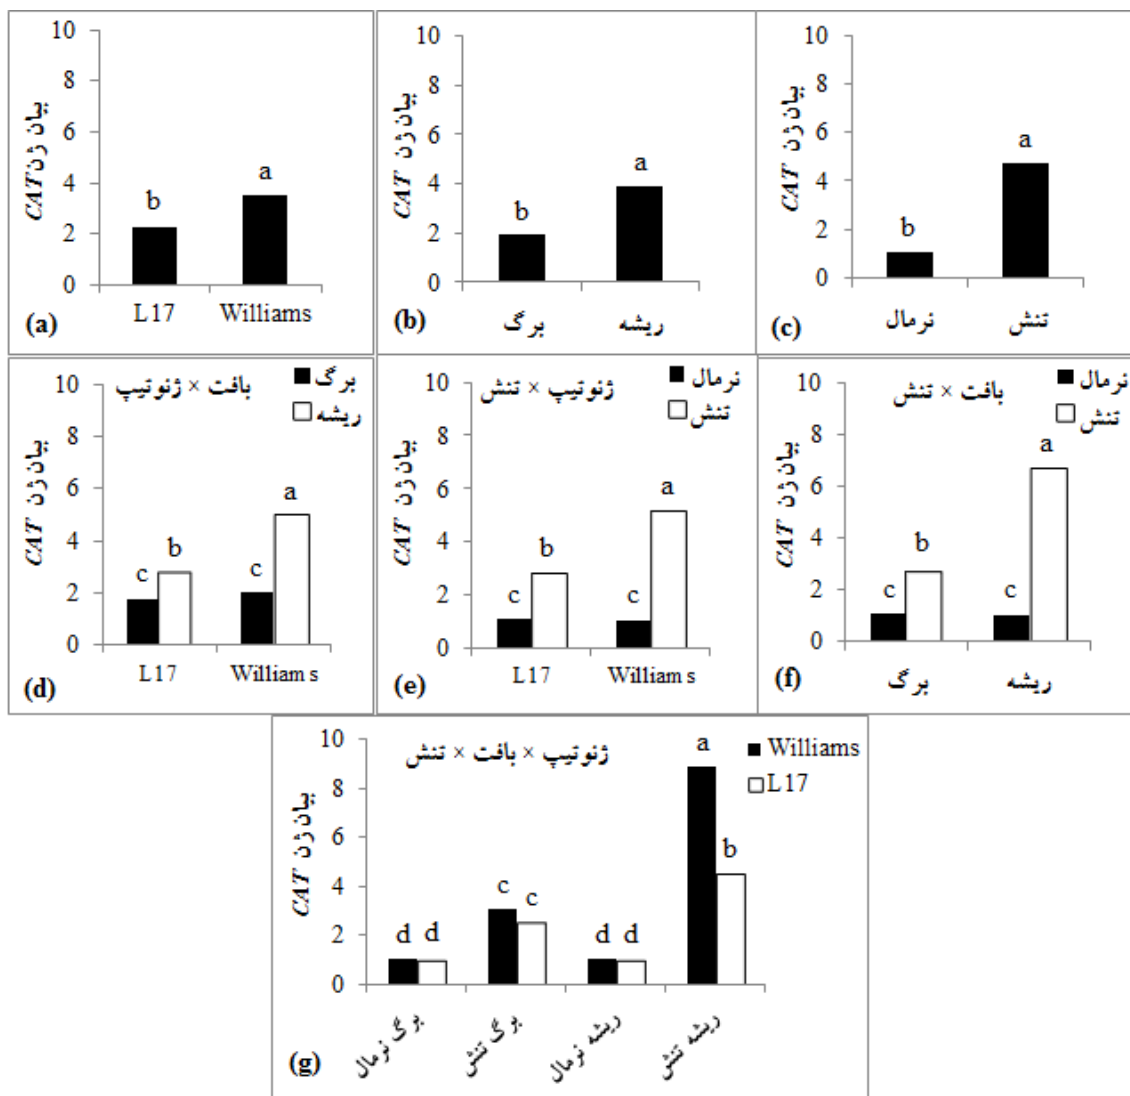 10
8
6
4
2
0
بیان ژن CAT
b
a
L17
Williams
(a)
10
8
6
4
2
0
بیان ژن CAT
b
a
برگ
ریشه
(b)
10
8
6
4
2
0
بیان ژن CAT
b
a
نرمال
تنش
(c)
بافت × ژنوتیپ
برگ
ریشه
10
8
6
4
2
0
بیان ژن CAT
c
b
c
a
L17
Williams
(d)
ژنوتیپ × تنش
نرمال
تنش
10
8
6
4
2
0
بیان ژن CAT
c
b
c
a
L17
Williams
(e)
بافت × تنش
نرمال
تنش
10
8
6
4
2
0
بیان ژن CAT
c
b
c
a
برگ
ریشه
(f)
ژنوتیپ × بافت × تنش
Williams
L17
10
8
6
4
2
0
بیان ژن CAT
d
d
c
c
d
d
a
b
برگ نرمال
برگ تنش
ریشه نرمال
ریشه تنش
(g)